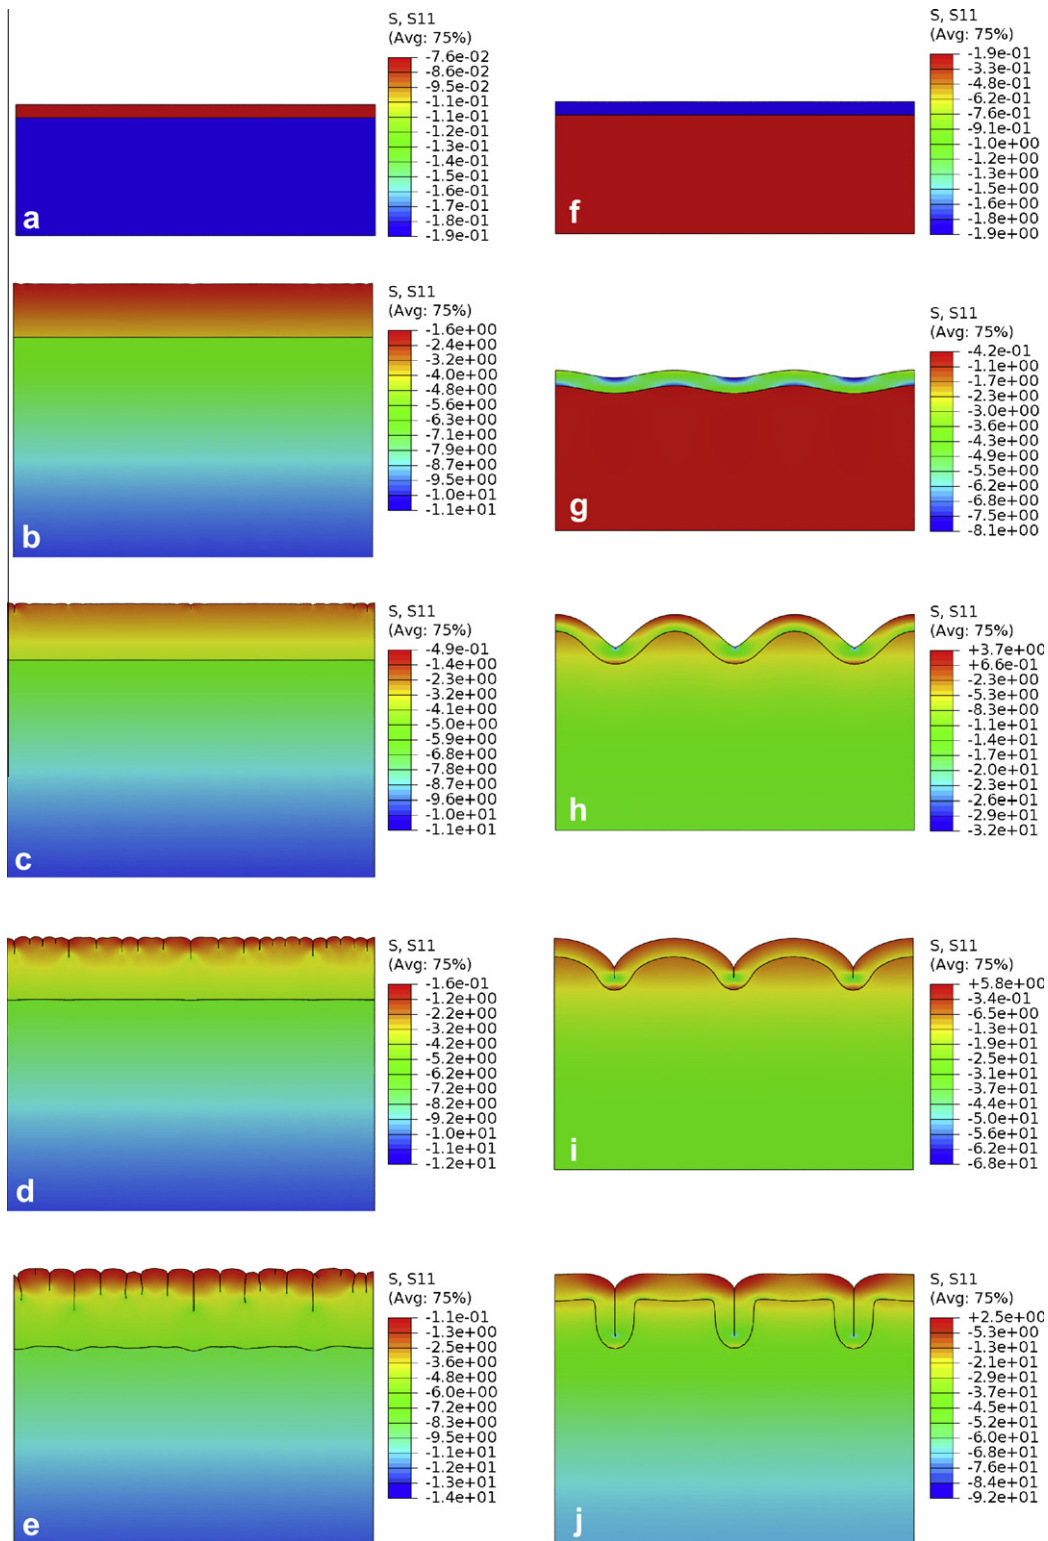 S, S11
(Avg: 75%)
-7.6e-02
-8.6e-02
-9.5e-02
-1.1e-01
-1.1e-01
-1.2e-01
-1.3e-01
-1.4e-01
-1.5e-01
-1.6e-01
-1.7e-01
-1.8e-01
-1.9e-01
a
S, S11
(Avg: 75%)
-1.9e-01
-3.3e-01
-4.8e-01
-6.2e-01
-7.6e-01
-9.1e-01
-1.0e+00
-1.2e+00
-1.3e+00
-1.5e+00
-1.6e+00
-1.8e+00
-1.9e+00
f
S, S11
(Avg: 75%)
-1.6e+00
-2.4e+00
-3.2e+00
-4.0e+00
-4.8e+00
-5.6e+00
-6.3e+00
-7.1e+00
-7.9e+00
-8.7e+00
-9.5e+00
-1.0e+01
-1.1e+01
b
S, S11
(Avg: 75%)
-4.2e-01
-1.1e+00
-1.7e+00
-2.3e+00
-3.0e+00
-3.6e+00
-4.3e+00
-4.9e+00
-5.5e+00
-6.2e+00
-6.8e+00
-7.5e+00
-8.1e+00
g
S, S11
(Avg: 75%)
-4.9e-01
-1.4e+00
-2.3e+00
-3.2e+00
-4.1e+00
-5.0e+00
-5.9e+00
-6.8e+00
-7.8e+00
-8.7e+00
-9.6e+00
-1.0e+01
-1.1e+01
c
S, S11
(Avg: 75%)
+3.7e+00
+6.6e-01
-2.3e+00
-5.3e+00
-8.3e+00
-1.1e+01
-1.4e+01
-1.7e+01
-2.0e+01
-2.3e+01
-2.6e+01
-2.9e+01
-3.2e+01
h
S, S11
(Avg: 75%)
-1.6e-01
-1.2e+00
-2.2e+00
-3.2e+00
-4.2e+00
-5.2e+00
-6.2e+00
-7.2e+00
-8.2e+00
-9.2e+00
-1.0e+01
-1.1e+01
-1.2e+01
d
S, S11
(Avg: 75%)
+5.8e+00
-3.4e-01
-6.5e+00
-1.3e+01
-1.9e+01
-2.5e+01
-3.1e+01
-3.7e+01
-4.4e+01
-5.0e+01
-5.6e+01
-6.2e+01
-6.8e+01
i
S, S11
(Avg: 75%)
-1.1e-01
-1.3e+00
-2.5e+00
-3.6e+00
-4.8e+00
-6.0e+00
-7.2e+00
-8.3e+00
-9.5e+00
-1.1e+01
-1.2e+01
-1.3e+01
-1.4e+01
e
S, S11
(Avg: 75%)
+2.5e+00
-5.3e+00
-1.3e+01
-2.1e+01
-2.9e+01
-3.7e+01
-4.5e+01
-5.2e+01
-6.0e+01
-6.8e+01
-7.6e+01
-8.4e+01
-9.2e+01
j